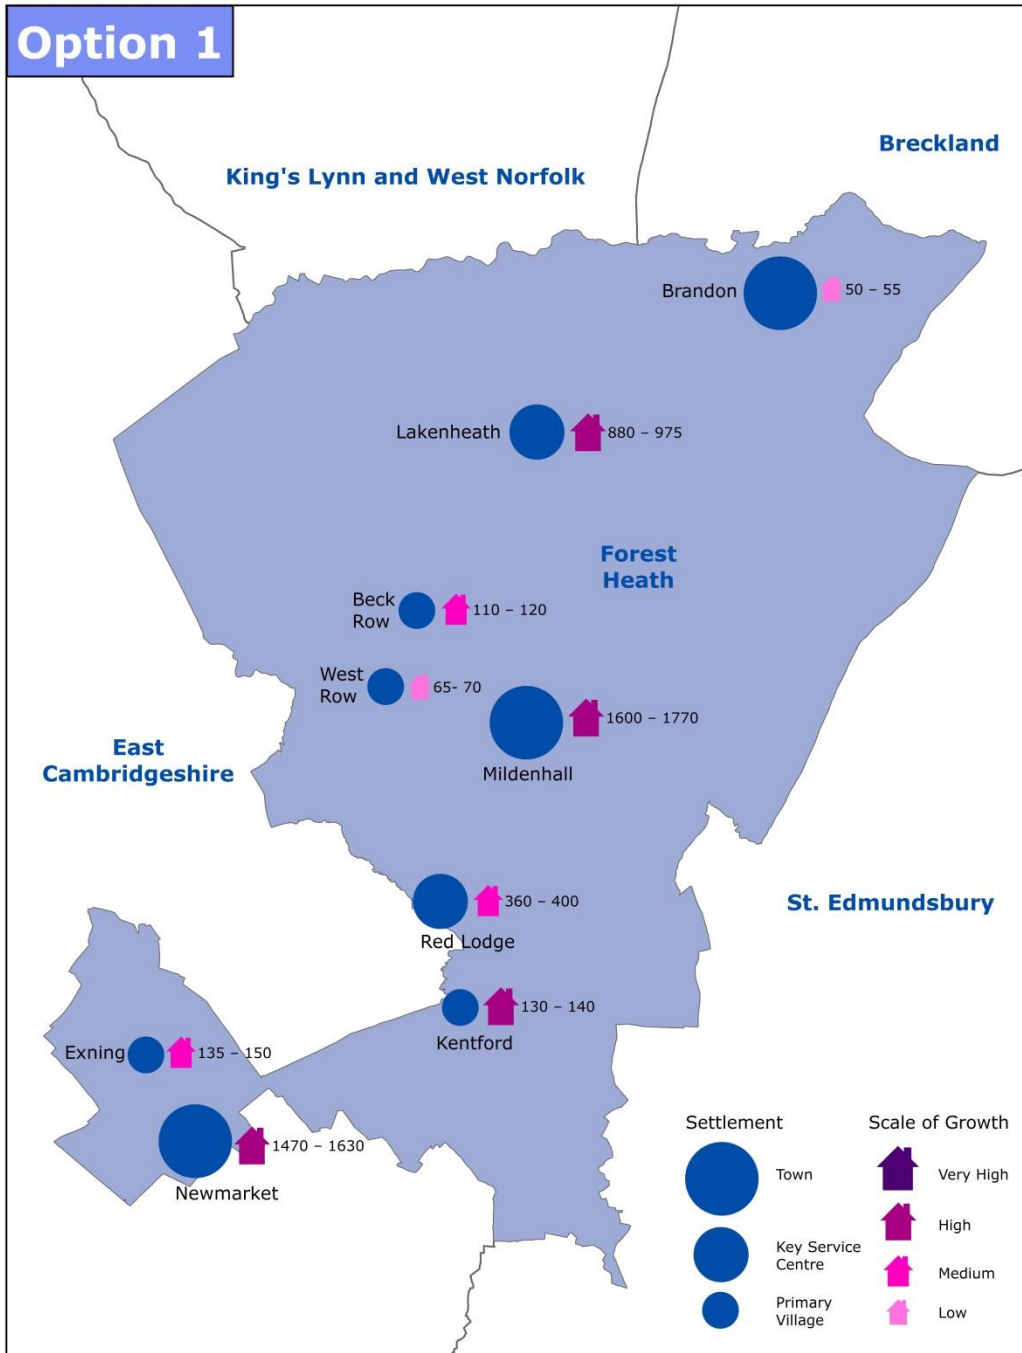 Option 1
Breckland
King's Lynn and West Norfolk
Brandon
50 – 55
Lakenheath
880 – 975
Forest
Heath
Beck
Row
110 – 120
West
Row
65- 70
1600 – 1770
Mildenhall
East
Cambridgeshire
360 – 400
Red Lodge
St. Edmundsbury
130 – 140
Kentford
Exning
135 – 150
1470 – 1630
Newmarket
Settlement
Town
Key Service
Centre
Primary
Village
Scale of Growth
Very High
High
Medium
Low